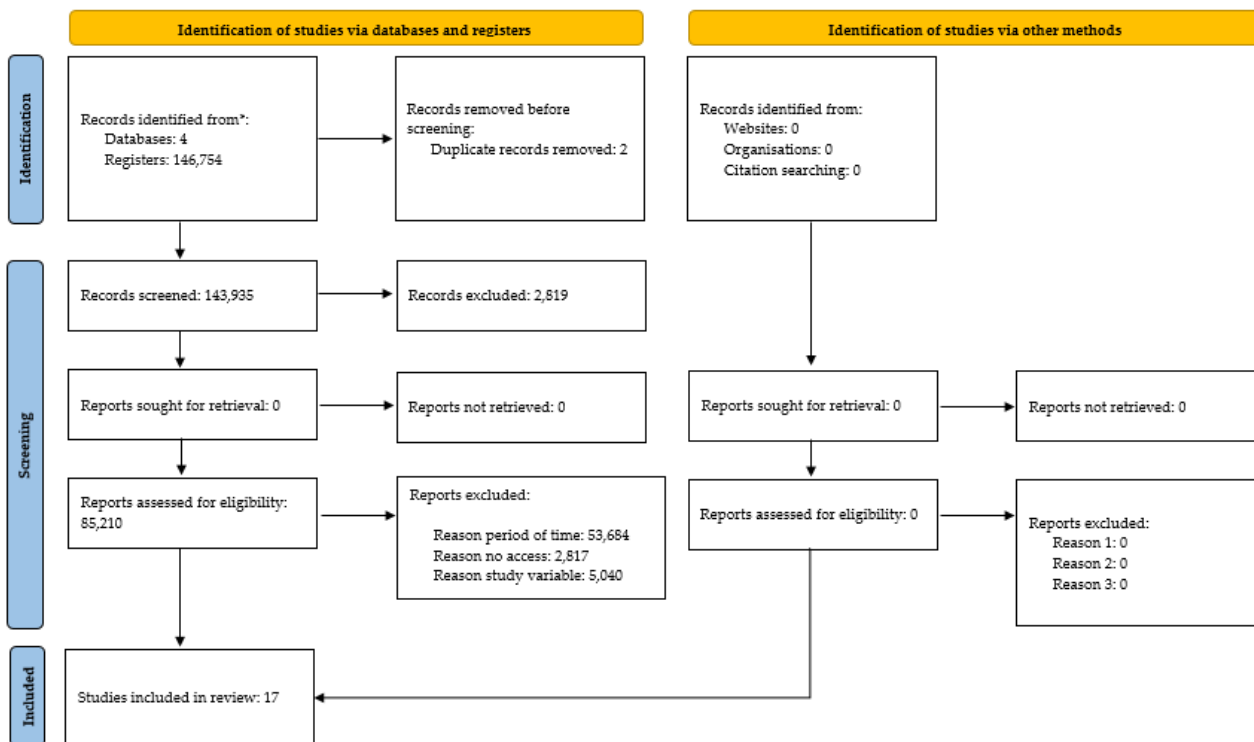 Identification of studies via databases and registers
Identification of studies via other methods
Identification
Records identified from*:
Databases: 4
Registers: 146,754
Records removed before
screening:
Duplicate records removed: 2
Records identified from:
Websites: 0
Organisations: 0
Citation searching: 0
Screening
Records screened: 143,935
Records excluded: 2,819
Reports sought for retrieval: 0
Reports not retrieved: 0
Reports sought for retrieval: 0
Reports not retrieved: 0
Reports assessed for eligibility:
85,210
Reports excluded:
Reason period of time: 53,684
Reason no access: 2,817
Reason study variable: 5,040
Reports assessed for eligibility: 0
Reports excluded:
Reason 1: 0
Reason 2: 0
Reason 3: 0
Included
Studies included in review: 17